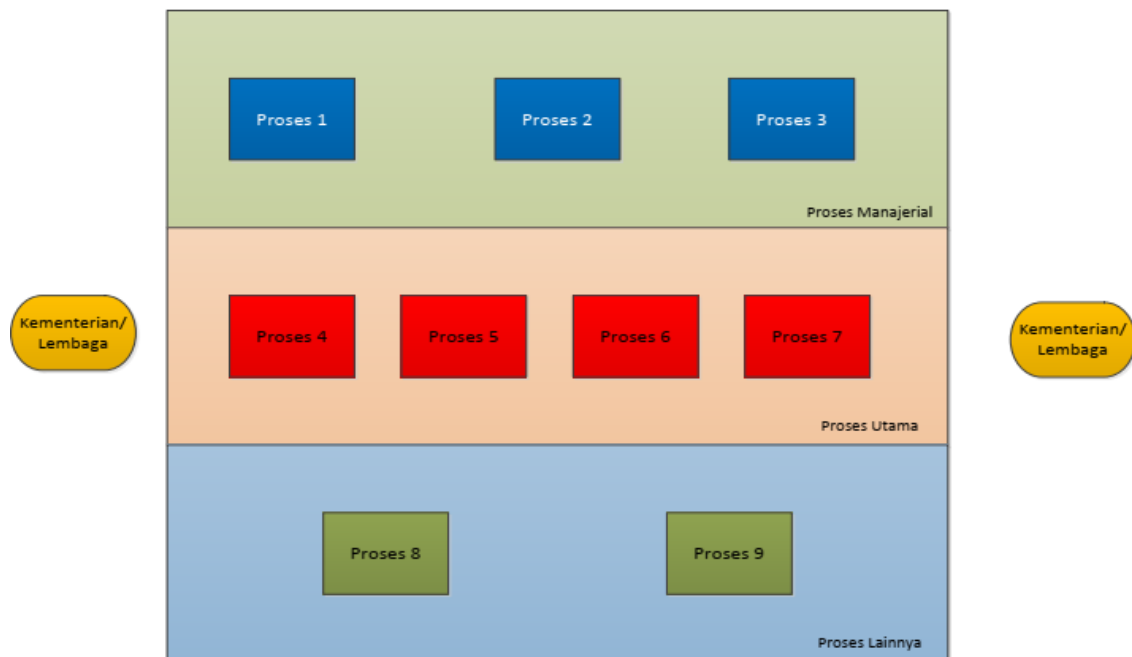 Proses 1
Proses 2
Proses 3
Proses Manajerial
Kementerian/
Lembaga
Proses 4
Proses 5
Proses 6
Proses 7
Kementerian/
Lembaga
Proses Utama
Proses 8
Proses 9
Proses Lainnya